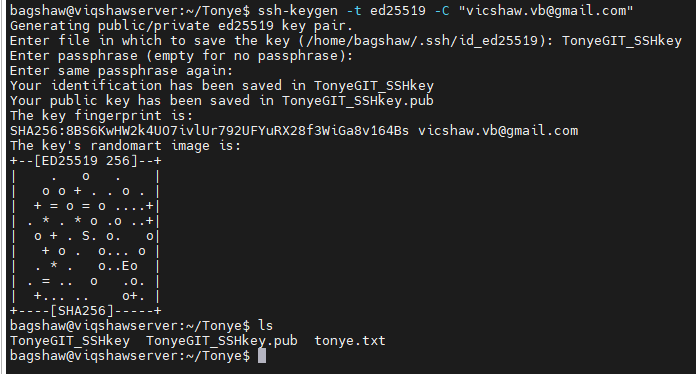 bagshaw@viqshawserver:~/Tonye$ ssh-keygen -t ed25519 -C "vicshaw.vb@gmail.com"
Generating public/private ed25519 key pair.
Enter file in which to save the key (/home/bagshaw/.ssh/id_ed25519): TonyeGIT_SSHkey
Enter passphrase (empty for no passphrase):
Enter same passphrase again:
Your identification has been saved in TonyeGIT_SSHkey
Your public key has been saved in TonyeGIT_SSHkey.pub
The key fingerprint is:
SHA256:8BS6KwHW2k4UO7ivlUr792UFYuRX28f3WiGa8v164Bs vicshaw.vb@gmail.com
The key's randomart image is:
+--[ED25519 256]--+
|     .   o   .   |
|    o o + . . o .|
|   + = o = o ....+|
| . * . * o .o ..+|
|  o + . S. o.   o|
|   + o .  o... o |
|  . * .   o..Eo  |
| . = ..  o   .o. |
|  +... ..    o+. |
+----[SHA256]-----+
bagshaw@viqshawserver:~/Tonye$ ls
TonyeGIT_SSHkey  TonyeGIT_SSHkey.pub  tonye.txt
bagshaw@viqshawserver:~/Tonye$